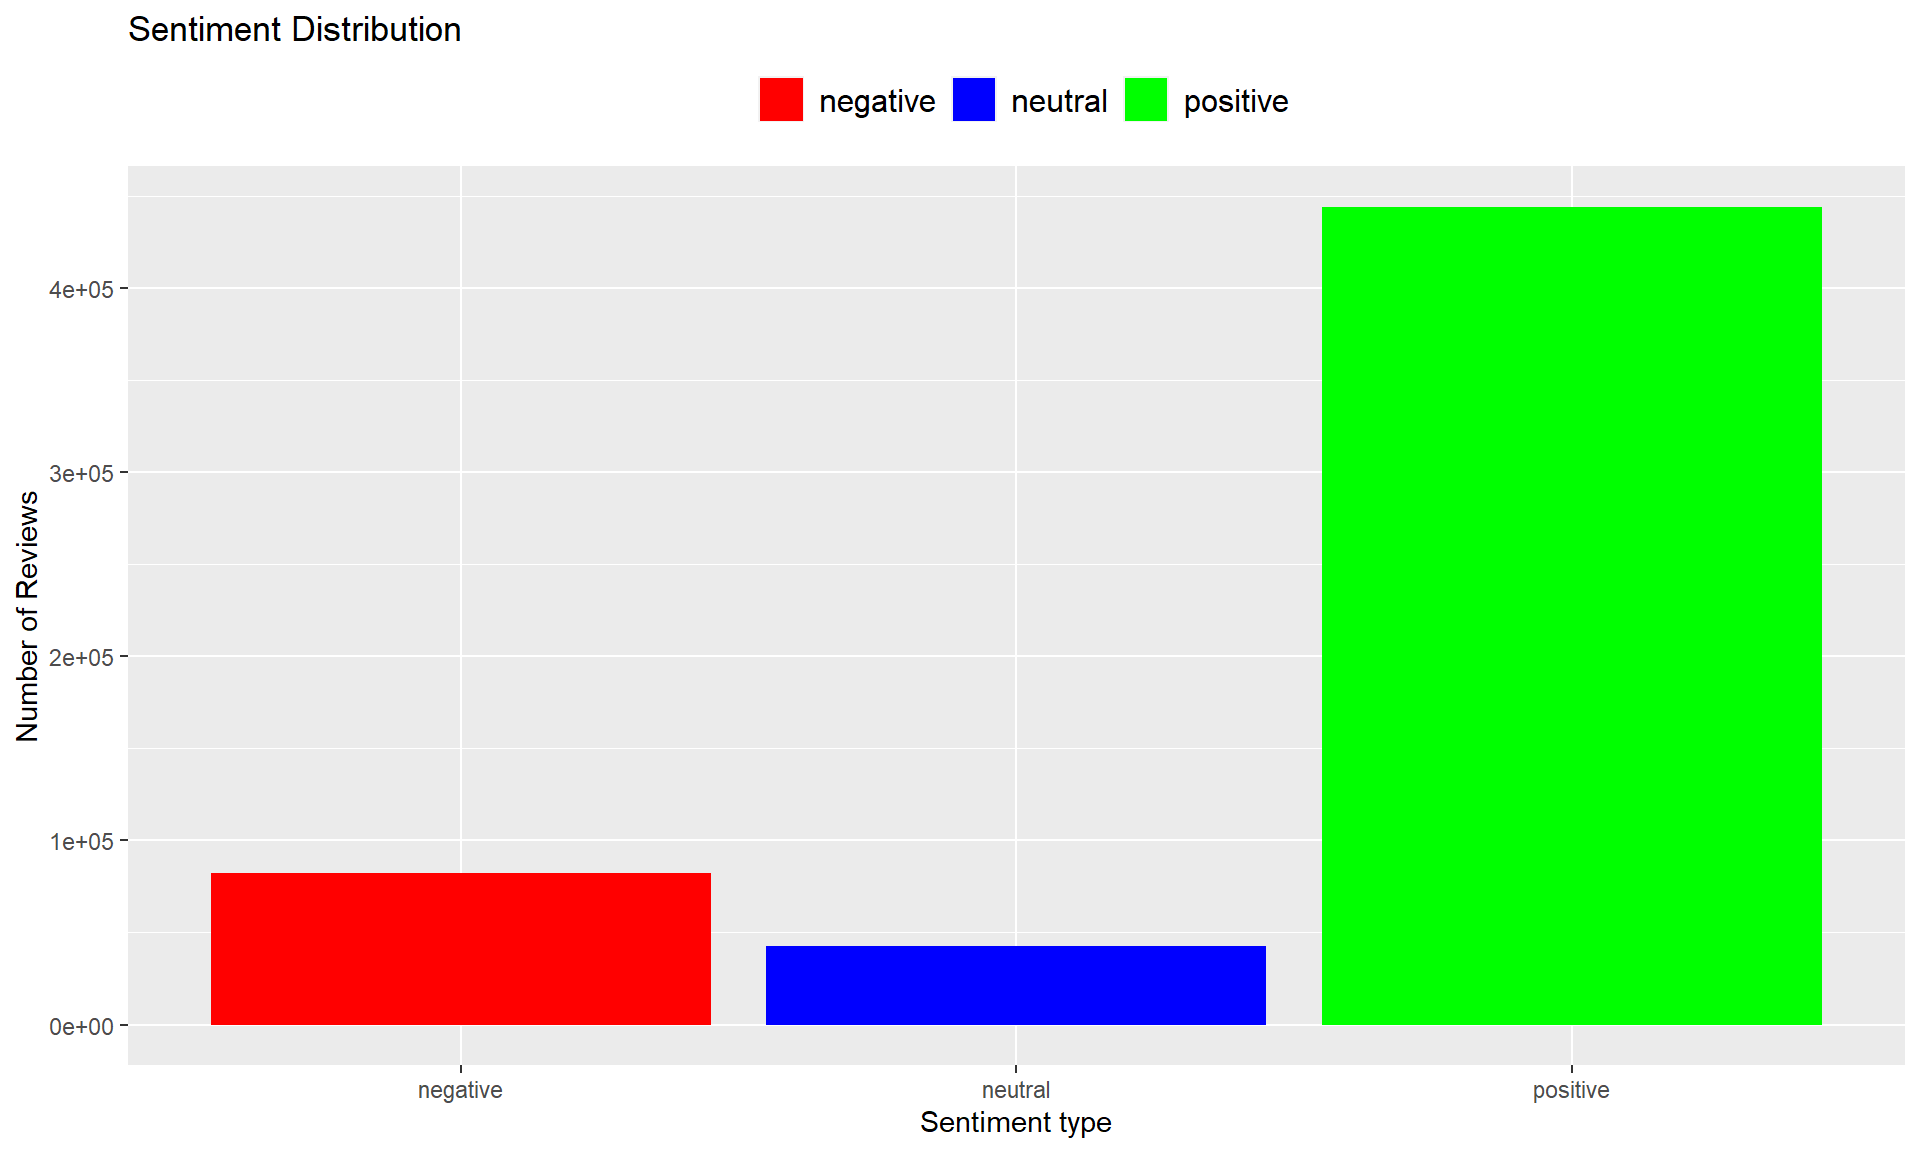 Sentiment Distribution
negative neutral positive
Number of Reviews
4e+05
3e+05
2e+05
1e+05
0e+00
negative neutral positive
Sentiment type